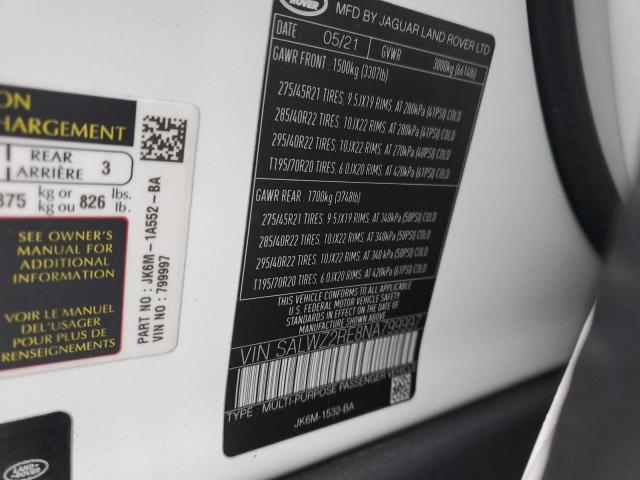 ROVER
MFD BY JAGUAR LAND ROVER LTD
DATE: 05/21 GVWR 3000kg (6614lb)
GAWR FRONT: 1500kg (3307lb)
275/45R21 TIRES, 9.5JX19 RIMS, AT 280kPa (41PSI) COLD
285/40R22 TIRES, 10JX22 RIMS, AT 280kPa (41PSI) COLD
295/40R22 TIRES, 10JX22 RIMS, AT 270kPa (40PSI) COLD
T195/70R20 TIRES, 6.0JX20 RIMS, AT 420kPa (61PSI) COLD
GAWR REAR: 1700kg (3748lb)
275/45R21 TIRES, 9.5JX19 RIMS, AT 340kPa (50PSI) COLD
285/40R22 TIRES, 10JX22 RIMS, AT 340kPa (50PSI) COLD
295/40R22 TIRES, 10JX22 RIMS, AT 340 kPa (50PSI) COLD
T195/70R20 TIRES, 6.0JX20 RIMS, AT 420kPa (61PSI) COLD
THIS VEHICLE CONFORMS TO ALL APPLICABLE
U.S. FEDERAL MOTOR VEHICLE SAFETY
STANDARDS IN EFFECT ON THE DATE OF
MANUFACTURE SHOWN ABOVE
VIN SALWZ2RE8NA799997
TYPE: MULTI-PURPOSE PASSENGER VEHICLE
JK6M-1532-BA
ON
HARGEMENT
REAR
ARRIÈRE 3
375 kg or
kg ou 826 lbs.
lb.
SEE OWNER'S
MANUAL FOR
ADDITIONAL
INFORMATION
VOIR LE MANUAL
DEL'USAGER
POUR PLUS DE
RENSEIGNEMENTS
PART NO: JK6M-1A552-BA
VIN NO: 799997
LAND
ROVER